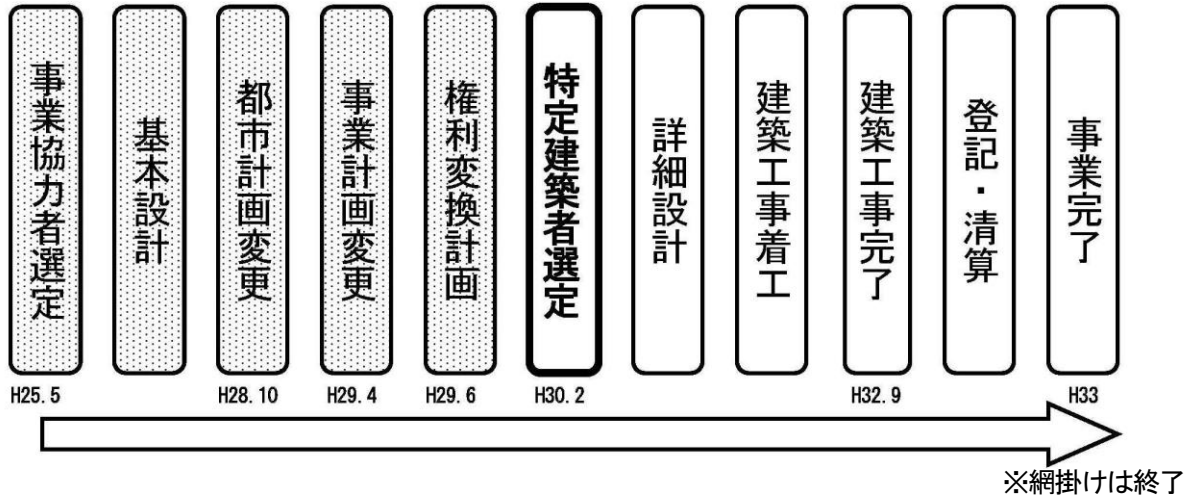 事業協力者選定
基本設計
都市計画変更
事業計画変更
権利変換計画
特定建築者選定
詳細設計
建築工事着工
建築工事完了
登記・清算
事業完了
H25.5
H28.10
H29.4
H29.6
H30.2
H32.9
H33
※網掛けは終了